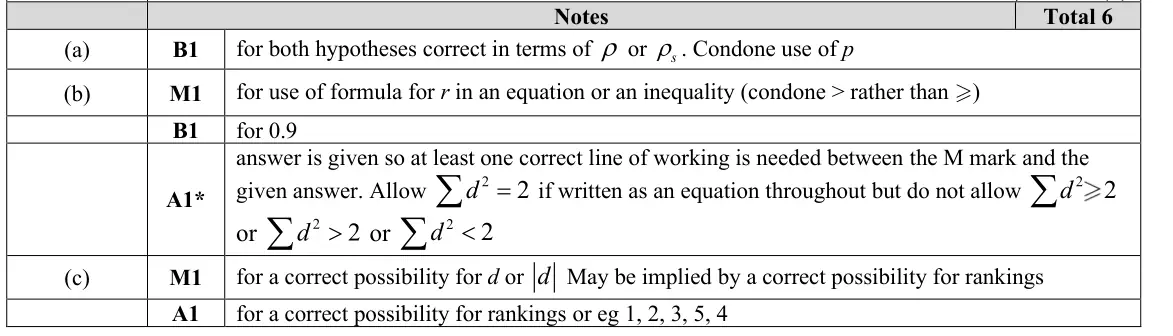 Notes Total 6
(a) B1 for both hypotheses correct in terms of ρ or ρₛ . Condone use of p
(b) M1 for use of formula for r in an equation or an inequality (condone > rather than ⩾)
B1 for 0.9
answer is given so at least one correct line of working is needed between the M mark and the
A1* given answer. Allow ∑d² = 2 if written as an equation throughout but do not allow ∑d²⩾2
or ∑d² > 2 or ∑d² < 2
(c) M1 for a correct possibility for d or |d| May be implied by a correct possibility for rankings
A1 for a correct possibility for rankings or eg 1, 2, 3, 5, 4